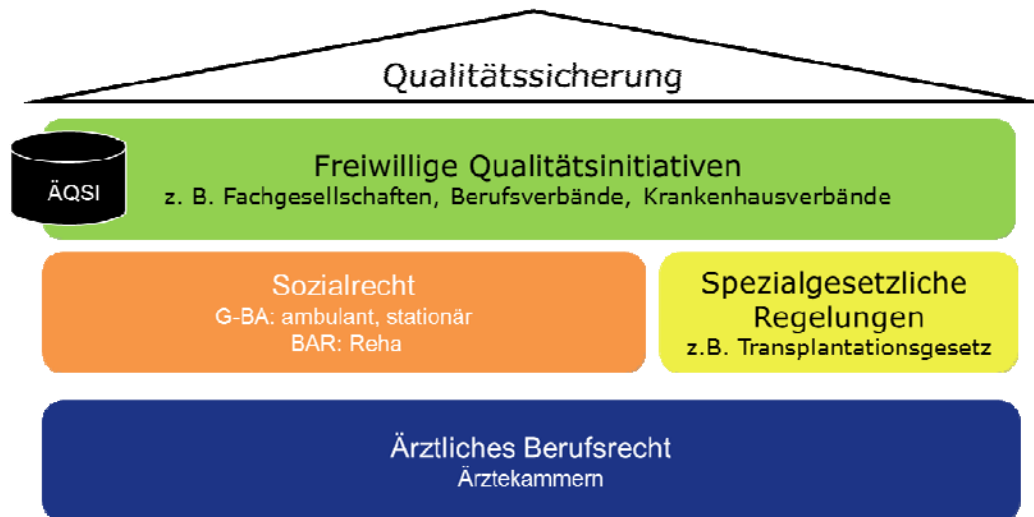 Qualitätssicherung
ÄQSI
Freiwillige Qualitätsinitiativen
z. B. Fachgesellschaften, Berufsverbände, Krankenhausverbände
Sozialrecht
G-BA: ambulant, stationär
BAR: Reha
Spezialgesetzliche
Regelungen
z.B. Transplantationsgesetz
Ärztliches Berufsrecht
Ärztekammern